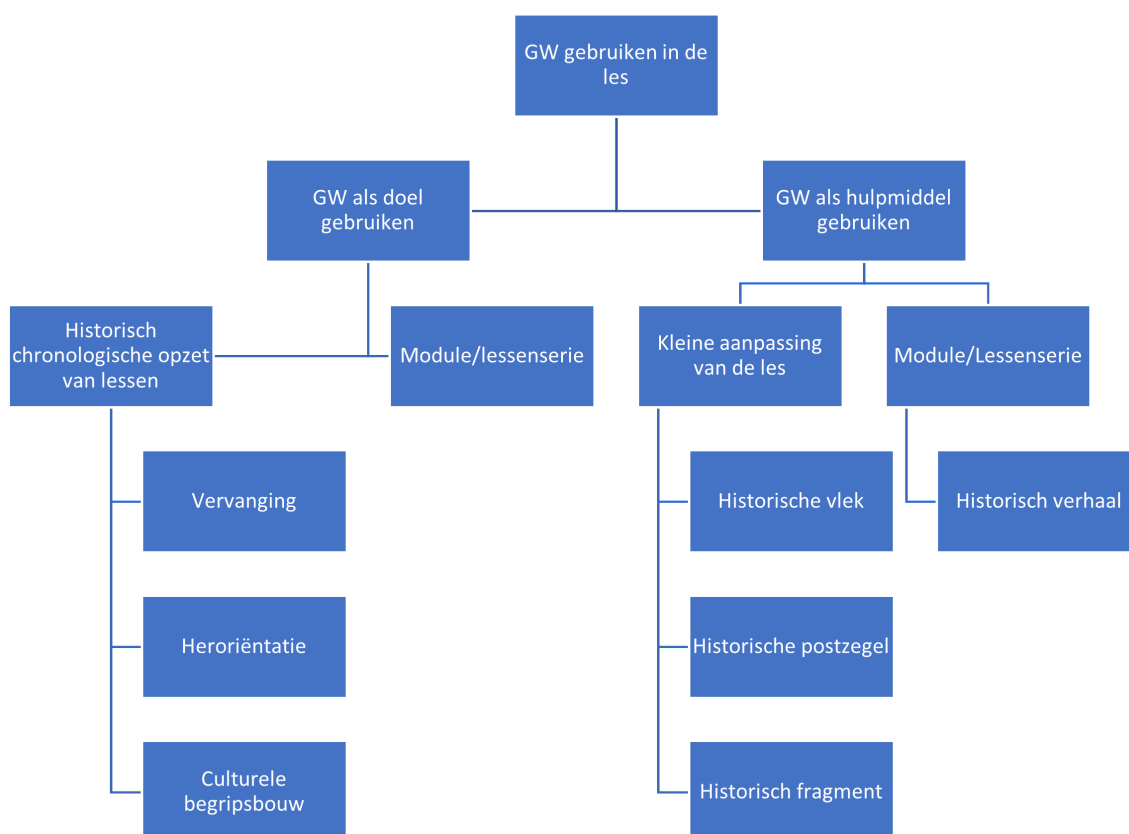 GW gebruiken in de
les
GW als doel
gebruiken
GW als hulpmiddel
gebruiken
Historisch
chronologische opzet
van lessen
Module/lessenserie
Kleine aanpassing
van de les
Module/Lessenserie
Vervanging
Historische vlek
Historisch verhaal
Heroriëntatie
Historische postzegel
Culturele
begripsbouw
Historisch fragment